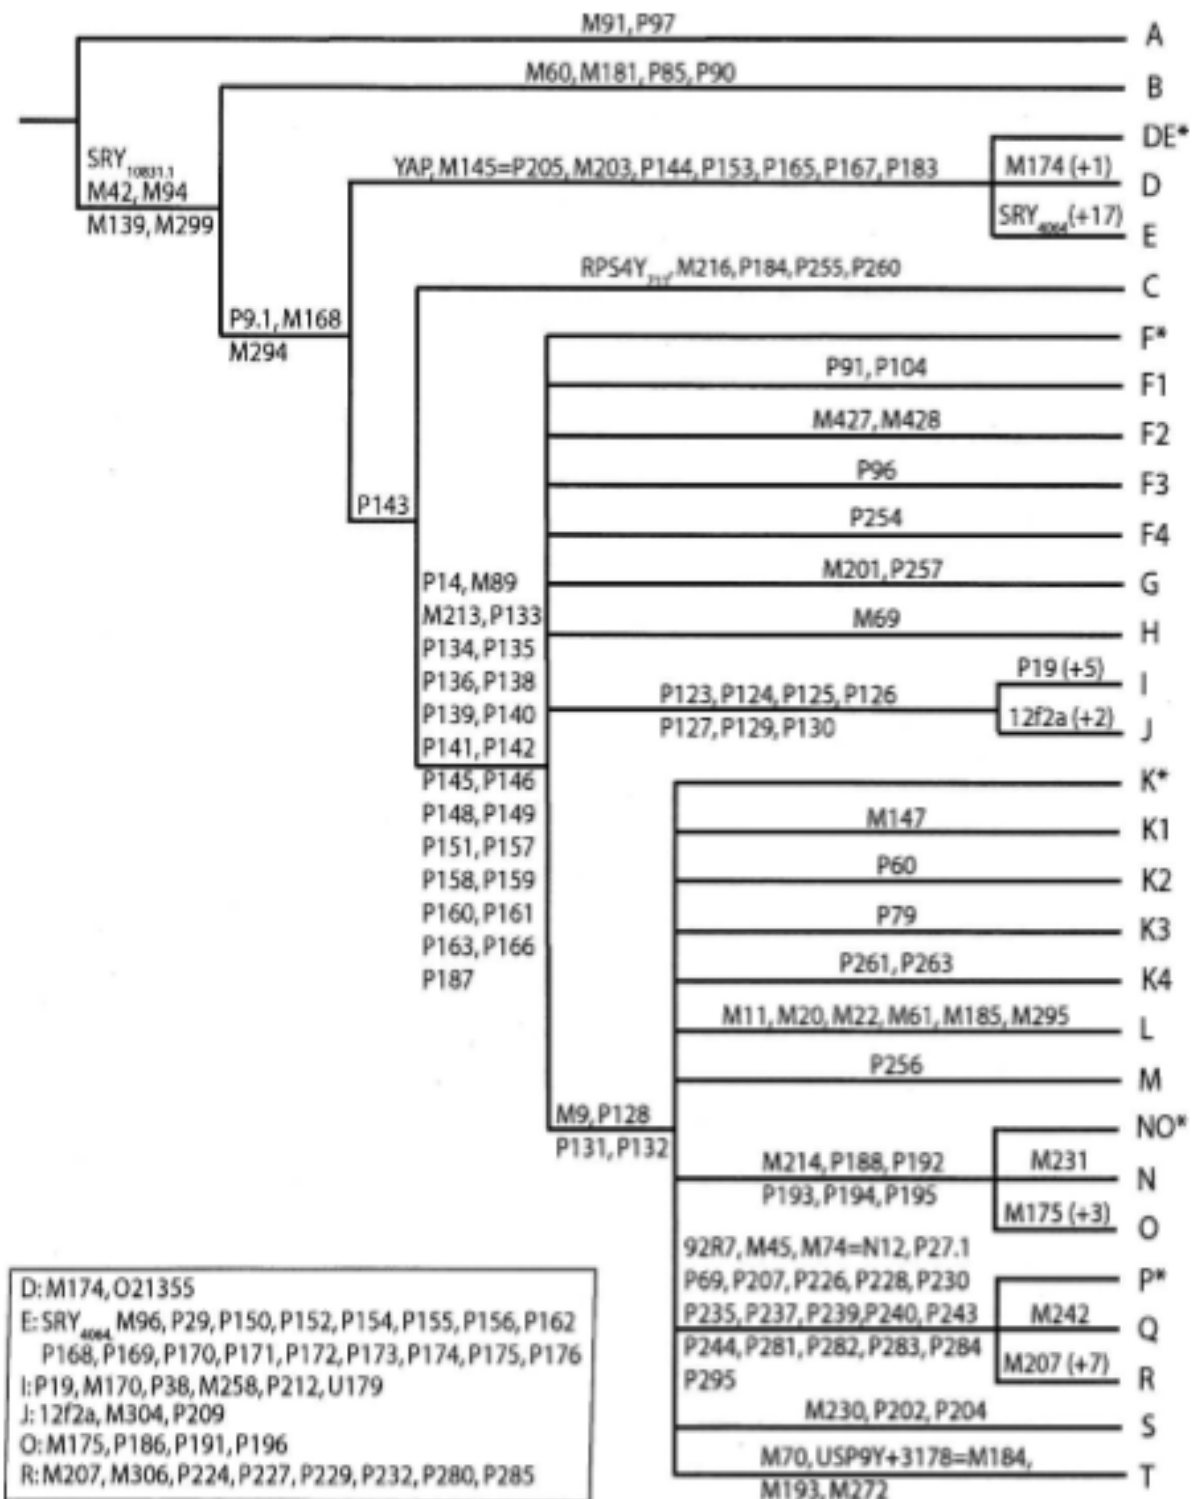 M91, P97
A
M60, M181, P85, P90
B
SRY10831.1
M42, M94
M139, M299
DE*
YAP, M145=P205, M203, P144, P153, P165, P167, P183
M174 (+1)
D
SRY4064(+17)
E
RPS4Y711, M216, P184, P255, P260
C
P9.1, M168
M294
F*
P91, P104
F1
M427, M428
F2
P96
F3
P143
P254
F4
P14, M89
M213, P133
P134, P135
P136, P138
P139, P140
P141, P142
P145, P146
P148, P149
P151, P157
P158, P159
P160, P161
P163, P166
P187
M201, P257
G
M69
H
P123, P124, P125, P126
P127, P129, P130
P19 (+5)
I
12f2a (+2)
J
K*
M147
K1
P60
K2
P79
K3
P261, P263
K4
M11, M20, M22, M61, M185, M295
L
P256
M
M9, P128
P131, P132
NO*
M214, P188, P192
P193, P194, P195
M231
N
M175 (+3)
O
92R7, M45, M74=N12, P27.1
P69, P207, P226, P228, P230
P235, P237, P239,P240, P243
P244, P281, P282, P283, P284
P295
P*
M242
Q
M207 (+7)
R
M230, P202, P204
S
M70, USP9Y+3178=M184,
M193, M272
T
D: M174, O21355
E: SRY4064, M96, P29, P150, P152, P154, P155, P156, P162
P168, P169, P170, P171, P172, P173, P174, P175, P176
I: P19, M170, P38, M258, P212, U179
J: 12f2a, M304, P209
O: M175, P186, P191, P196
R: M207, M306, P224, P227, P229, P232, P280, P285